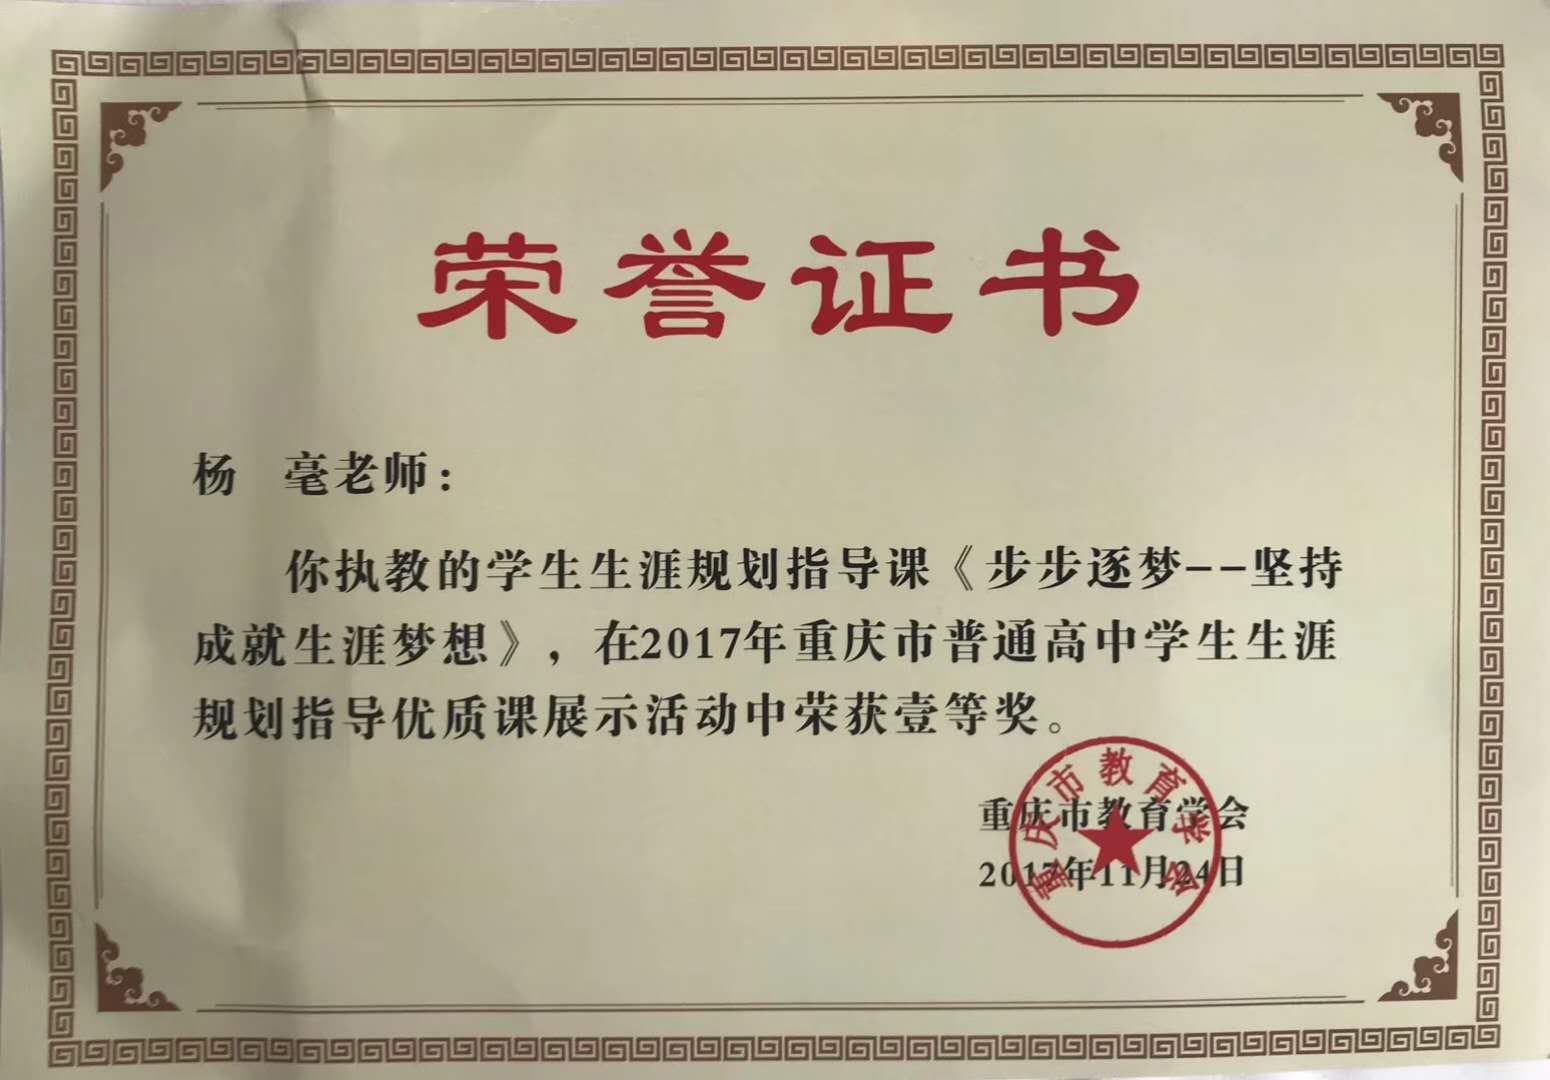 荣誉证书
杨 毫老师：
你执教的学生生涯规划指导课《步步逐梦--坚持
成就生涯梦想》，在2017年重庆市普通高中学生生涯
规划指导优质课展示活动中荣获壹等奖。
重庆市教育学会
2017年11月24日
重庆市教育学会